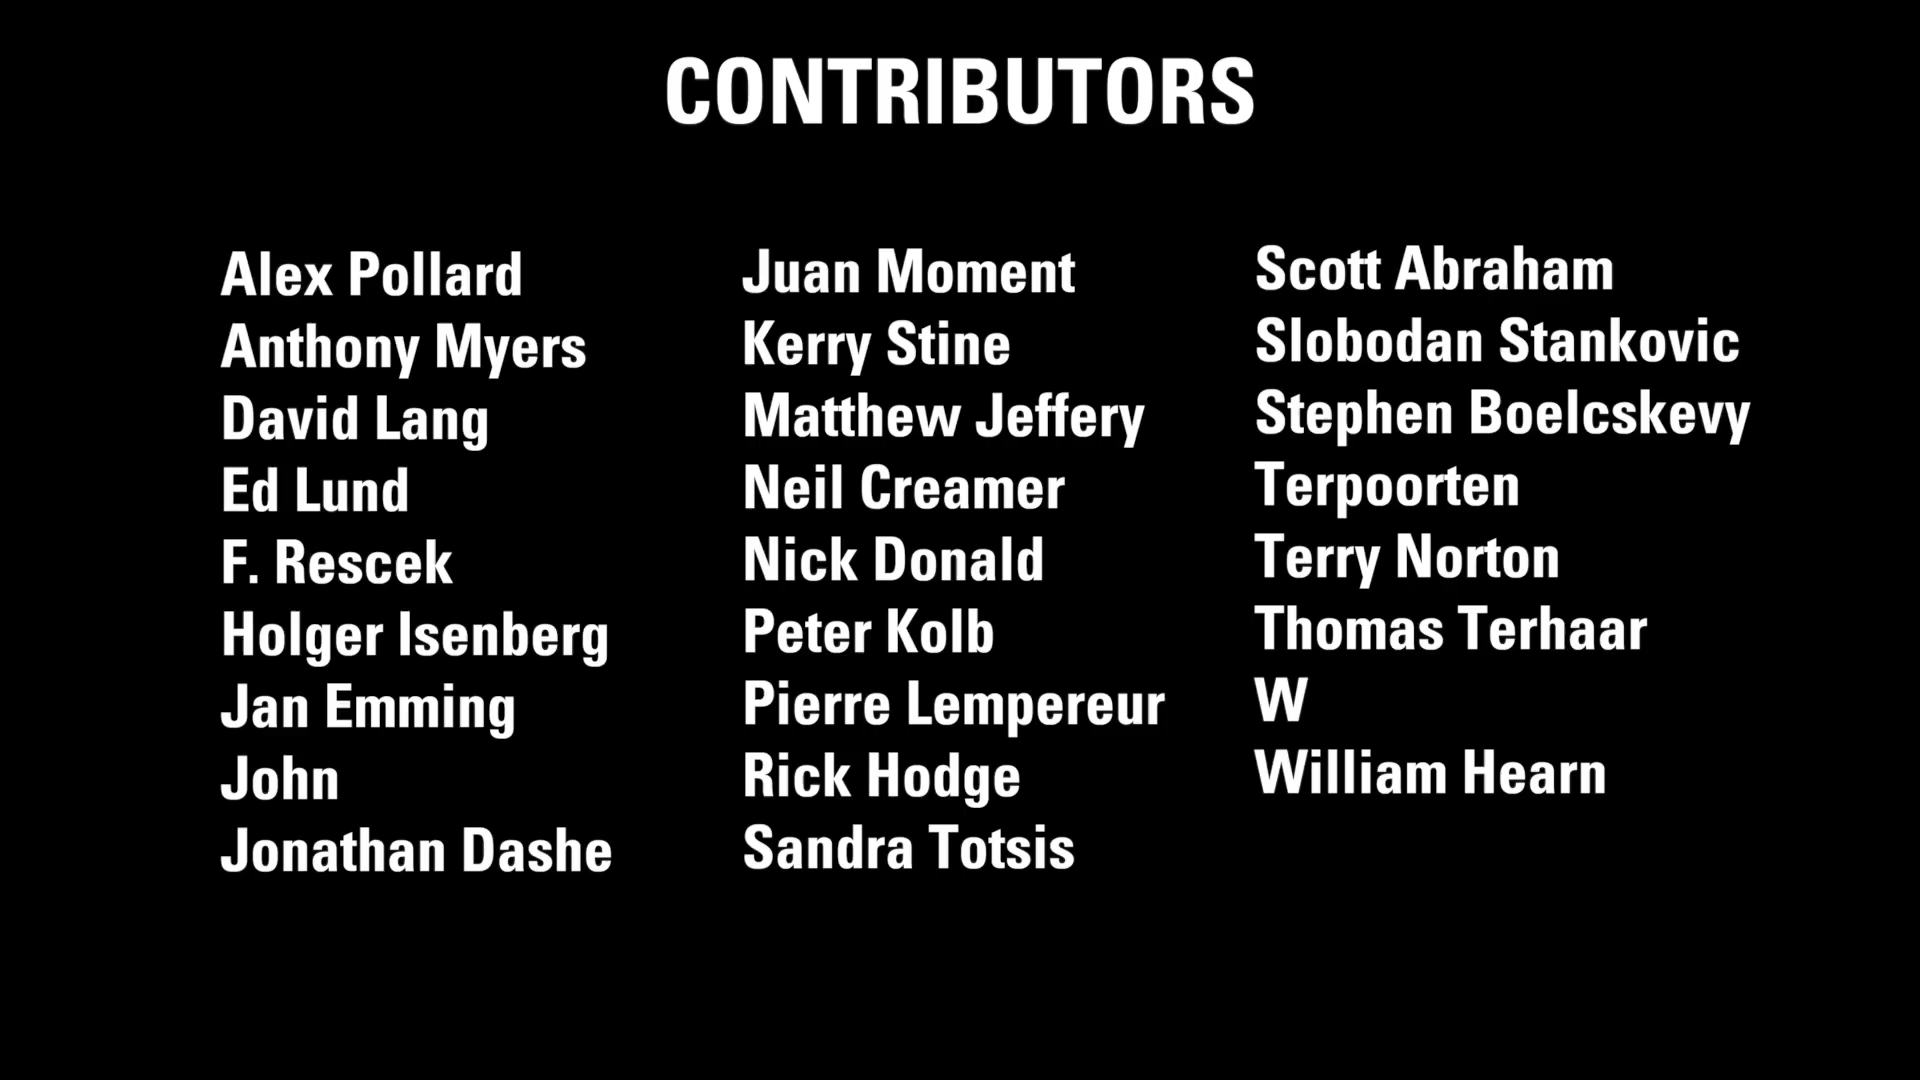 CONTRIBUTORS
Alex Pollard
Anthony Myers
David Lang
Ed Lund
F. Rescek
Holger Isenberg
Jan Emming
John
Jonathan Dashe
Juan Moment
Kerry Stine
Matthew Jeffery
Neil Creamer
Nick Donald
Peter Kolb
Pierre Lempereur
Rick Hodge
Sandra Totsis
Scott Abraham
Slobodan Stankovic
Stephen Boelcskevy
Terpoorten
Terry Norton
Thomas Terhaar
W
William Hearn